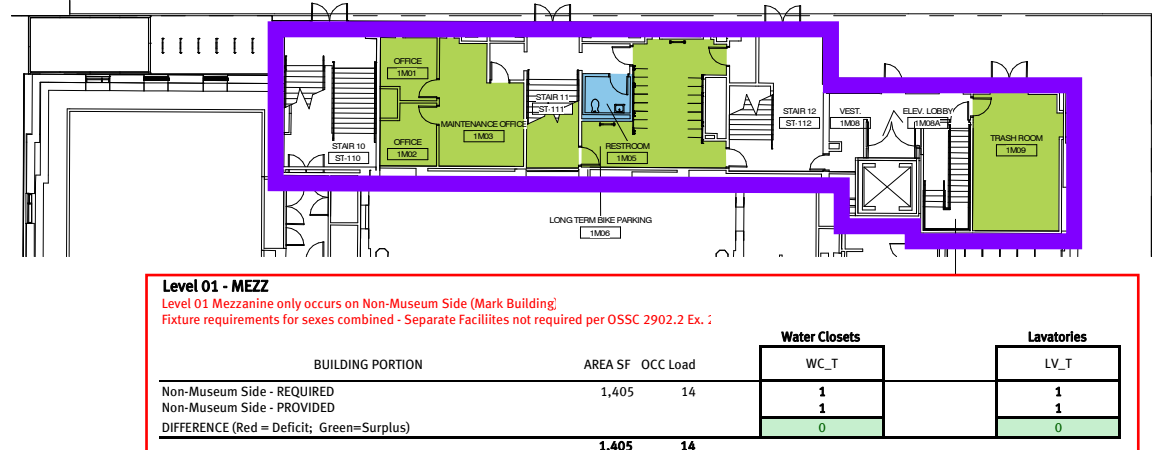 OFFICE
1M01
MAINTENANCE OFFICE
1M03
OFFICE
1M02
STAIR 10
ST-110
STAIR 11
ST-111
RESTROOM
1M05
STAIR 12
ST-112
VEST.
1M08
ELEV. LOBBY
1M08A
TRASH ROOM
1M09
LONG TERM BIKE PARKING
1M06
Level 01 - MEZZ
Level 01 Mezzanine only occurs on Non-Museum Side (Mark Building)
Fixture requirements for sexes combined - Separate Faciliites not required per OSSC 2902.2 Ex.
Water Closets Lavatories
BUILDING PORTION AREA SF OCC Load WC_T LV_T
Non-Museum Side - REQUIRED 1,405 14 1 1
Non-Museum Side - PROVIDED 1 1
DIFFERENCE (Red = Deficit; Green=Surplus) 0 0
1,405 14